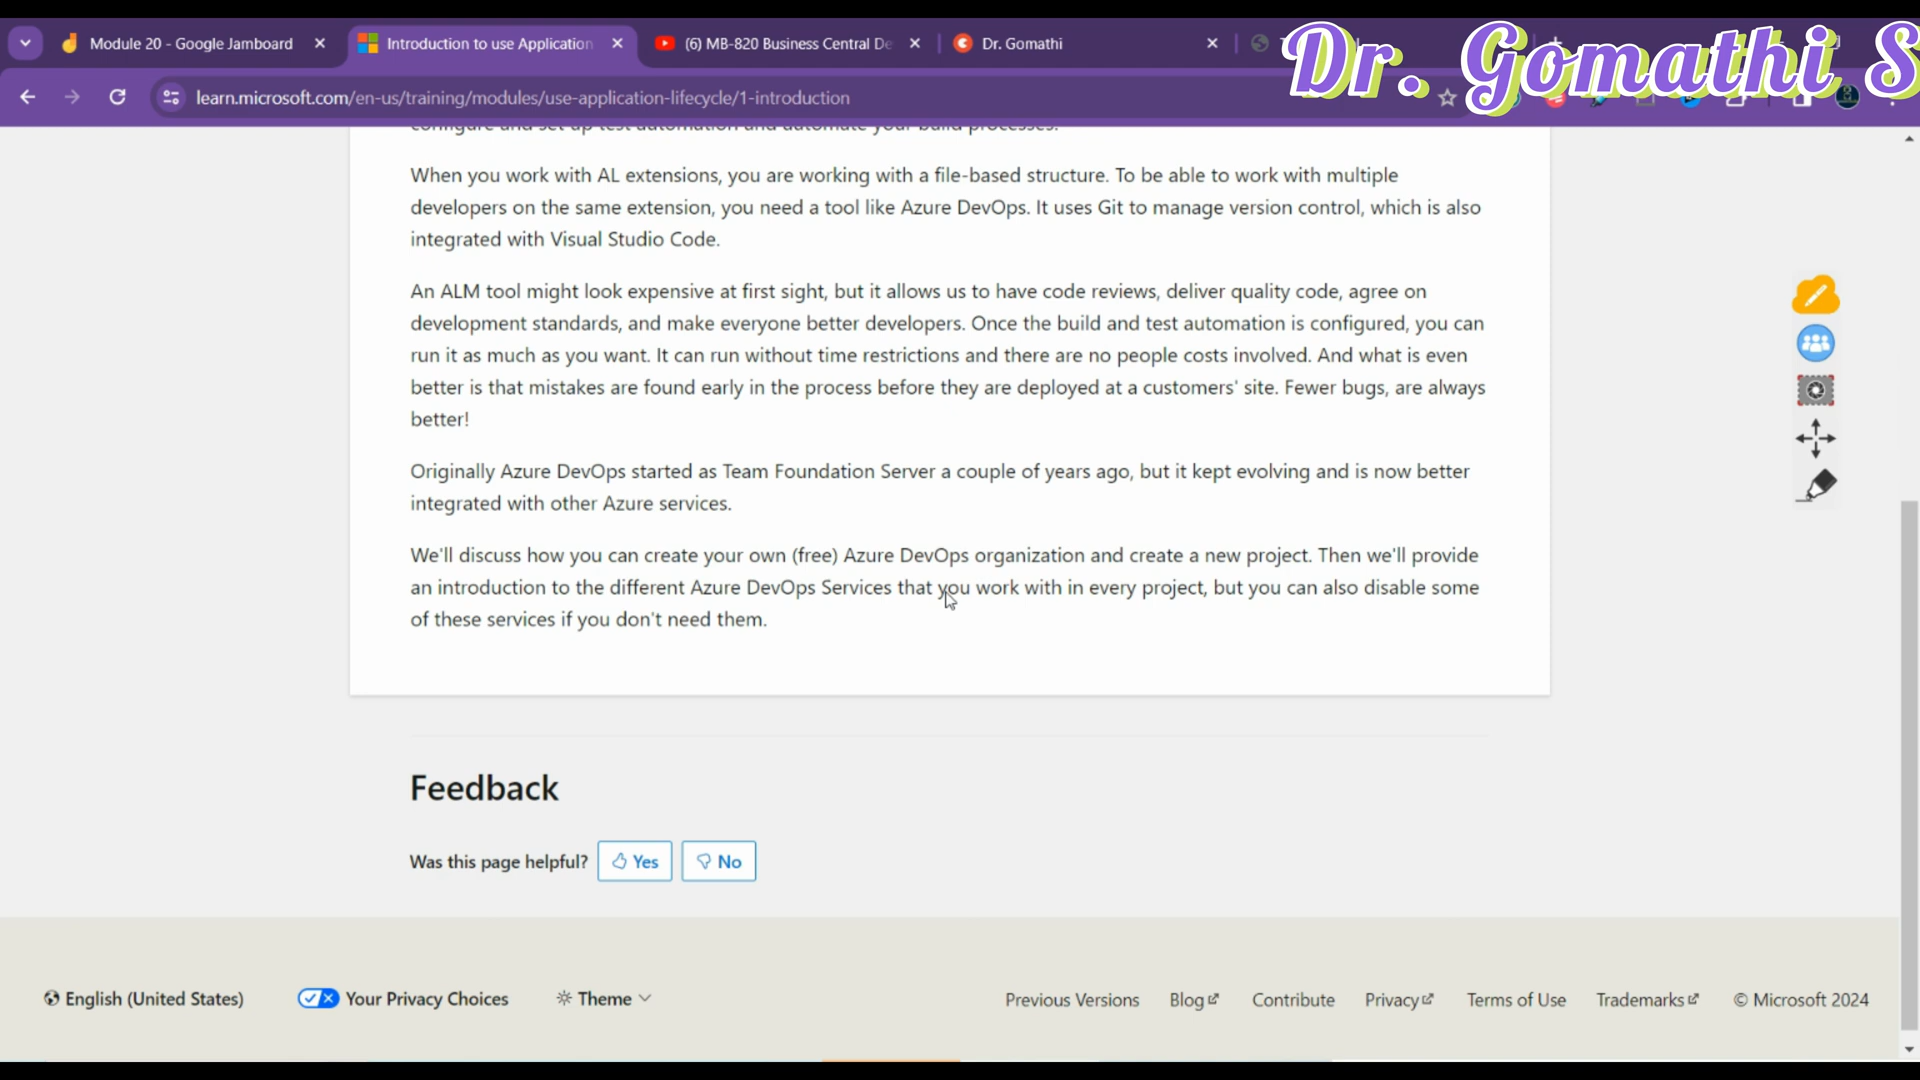 Module 20 - Google Jamboard
Introduction to use Application
(6) MB-820 Business Central De
Dr. Gomathi
Dr. Gomathi S
learn.microsoft.com/en-us/training/modules/use-application-lifecycle/1-introduction
configure and set up test automation and automate your build processes.
When you work with AL extensions, you are working with a file-based structure. To be able to work with multiple
developers on the same extension, you need a tool like Azure DevOps. It uses Git to manage version control, which is also
integrated with Visual Studio Code.
An ALM tool might look expensive at first sight, but it allows us to have code reviews, deliver quality code, agree on
development standards, and make everyone better developers. Once the build and test automation is configured, you can
run it as much as you want. It can run without time restrictions and there are no people costs involved. And what is even
better is that mistakes are found early in the process before they are deployed at a customers' site. Fewer bugs, are always
better!
Originally Azure DevOps started as Team Foundation Server a couple of years ago, but it kept evolving and is now better
integrated with other Azure services.
We'll discuss how you can create your own (free) Azure DevOps organization and create a new project. Then we'll provide
an introduction to the different Azure DevOps Services that you work with in every project, but you can also disable some
of these services if you don't need them.
Feedback
Was this page helpful? Yes No
English (United States) Your Privacy Choices Theme Previous Versions Blog Contribute Privacy Terms of Use Trademarks © Microsoft 2024